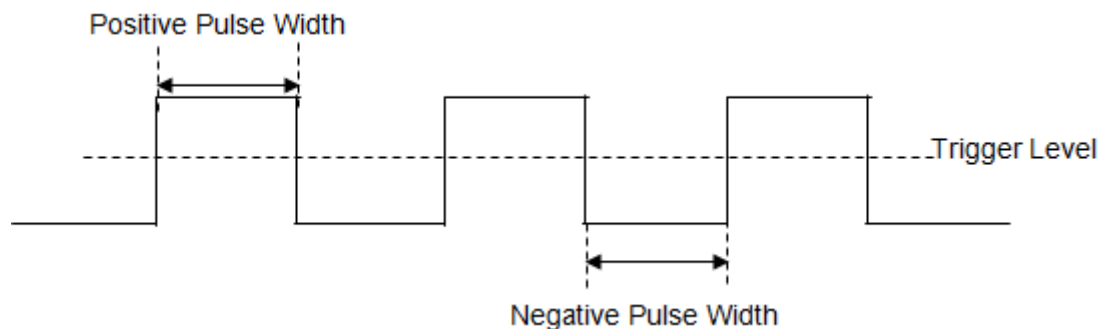 Positive Pulse Width
Trigger Level
Negative Pulse Width